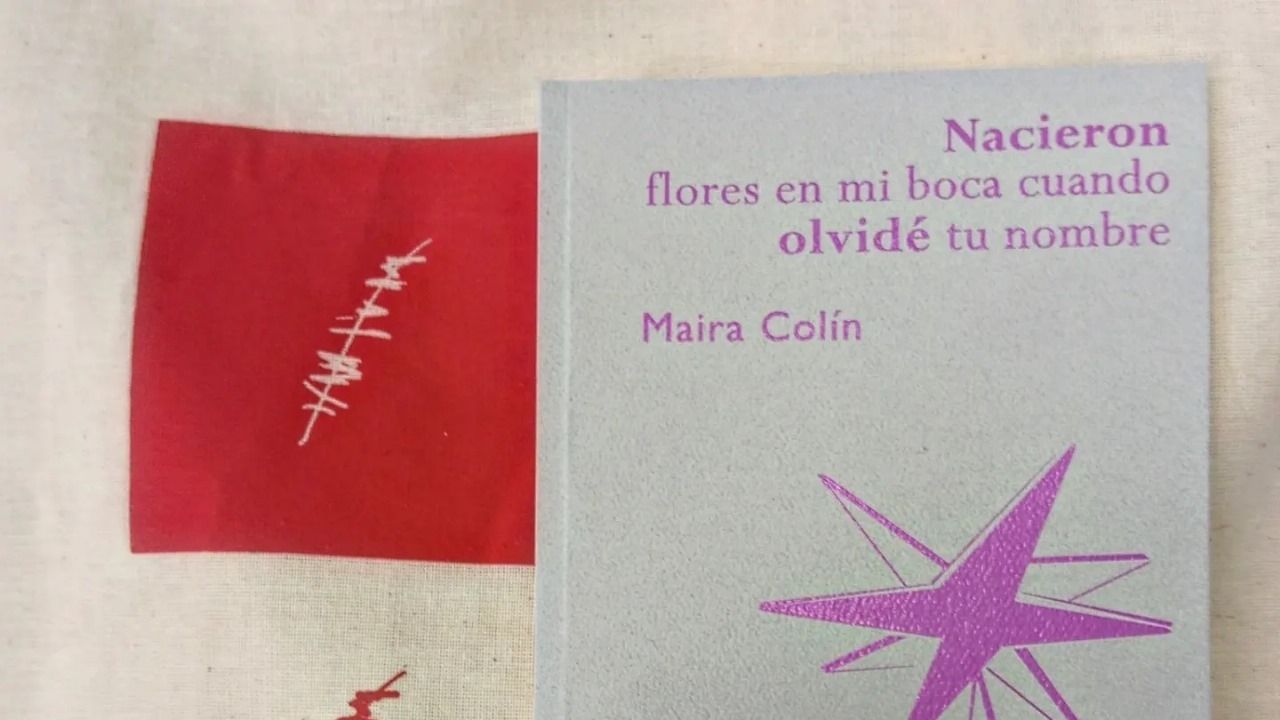 Nacieron
flores en mi boca cuando
olvidé tu nombre
Maira Colín